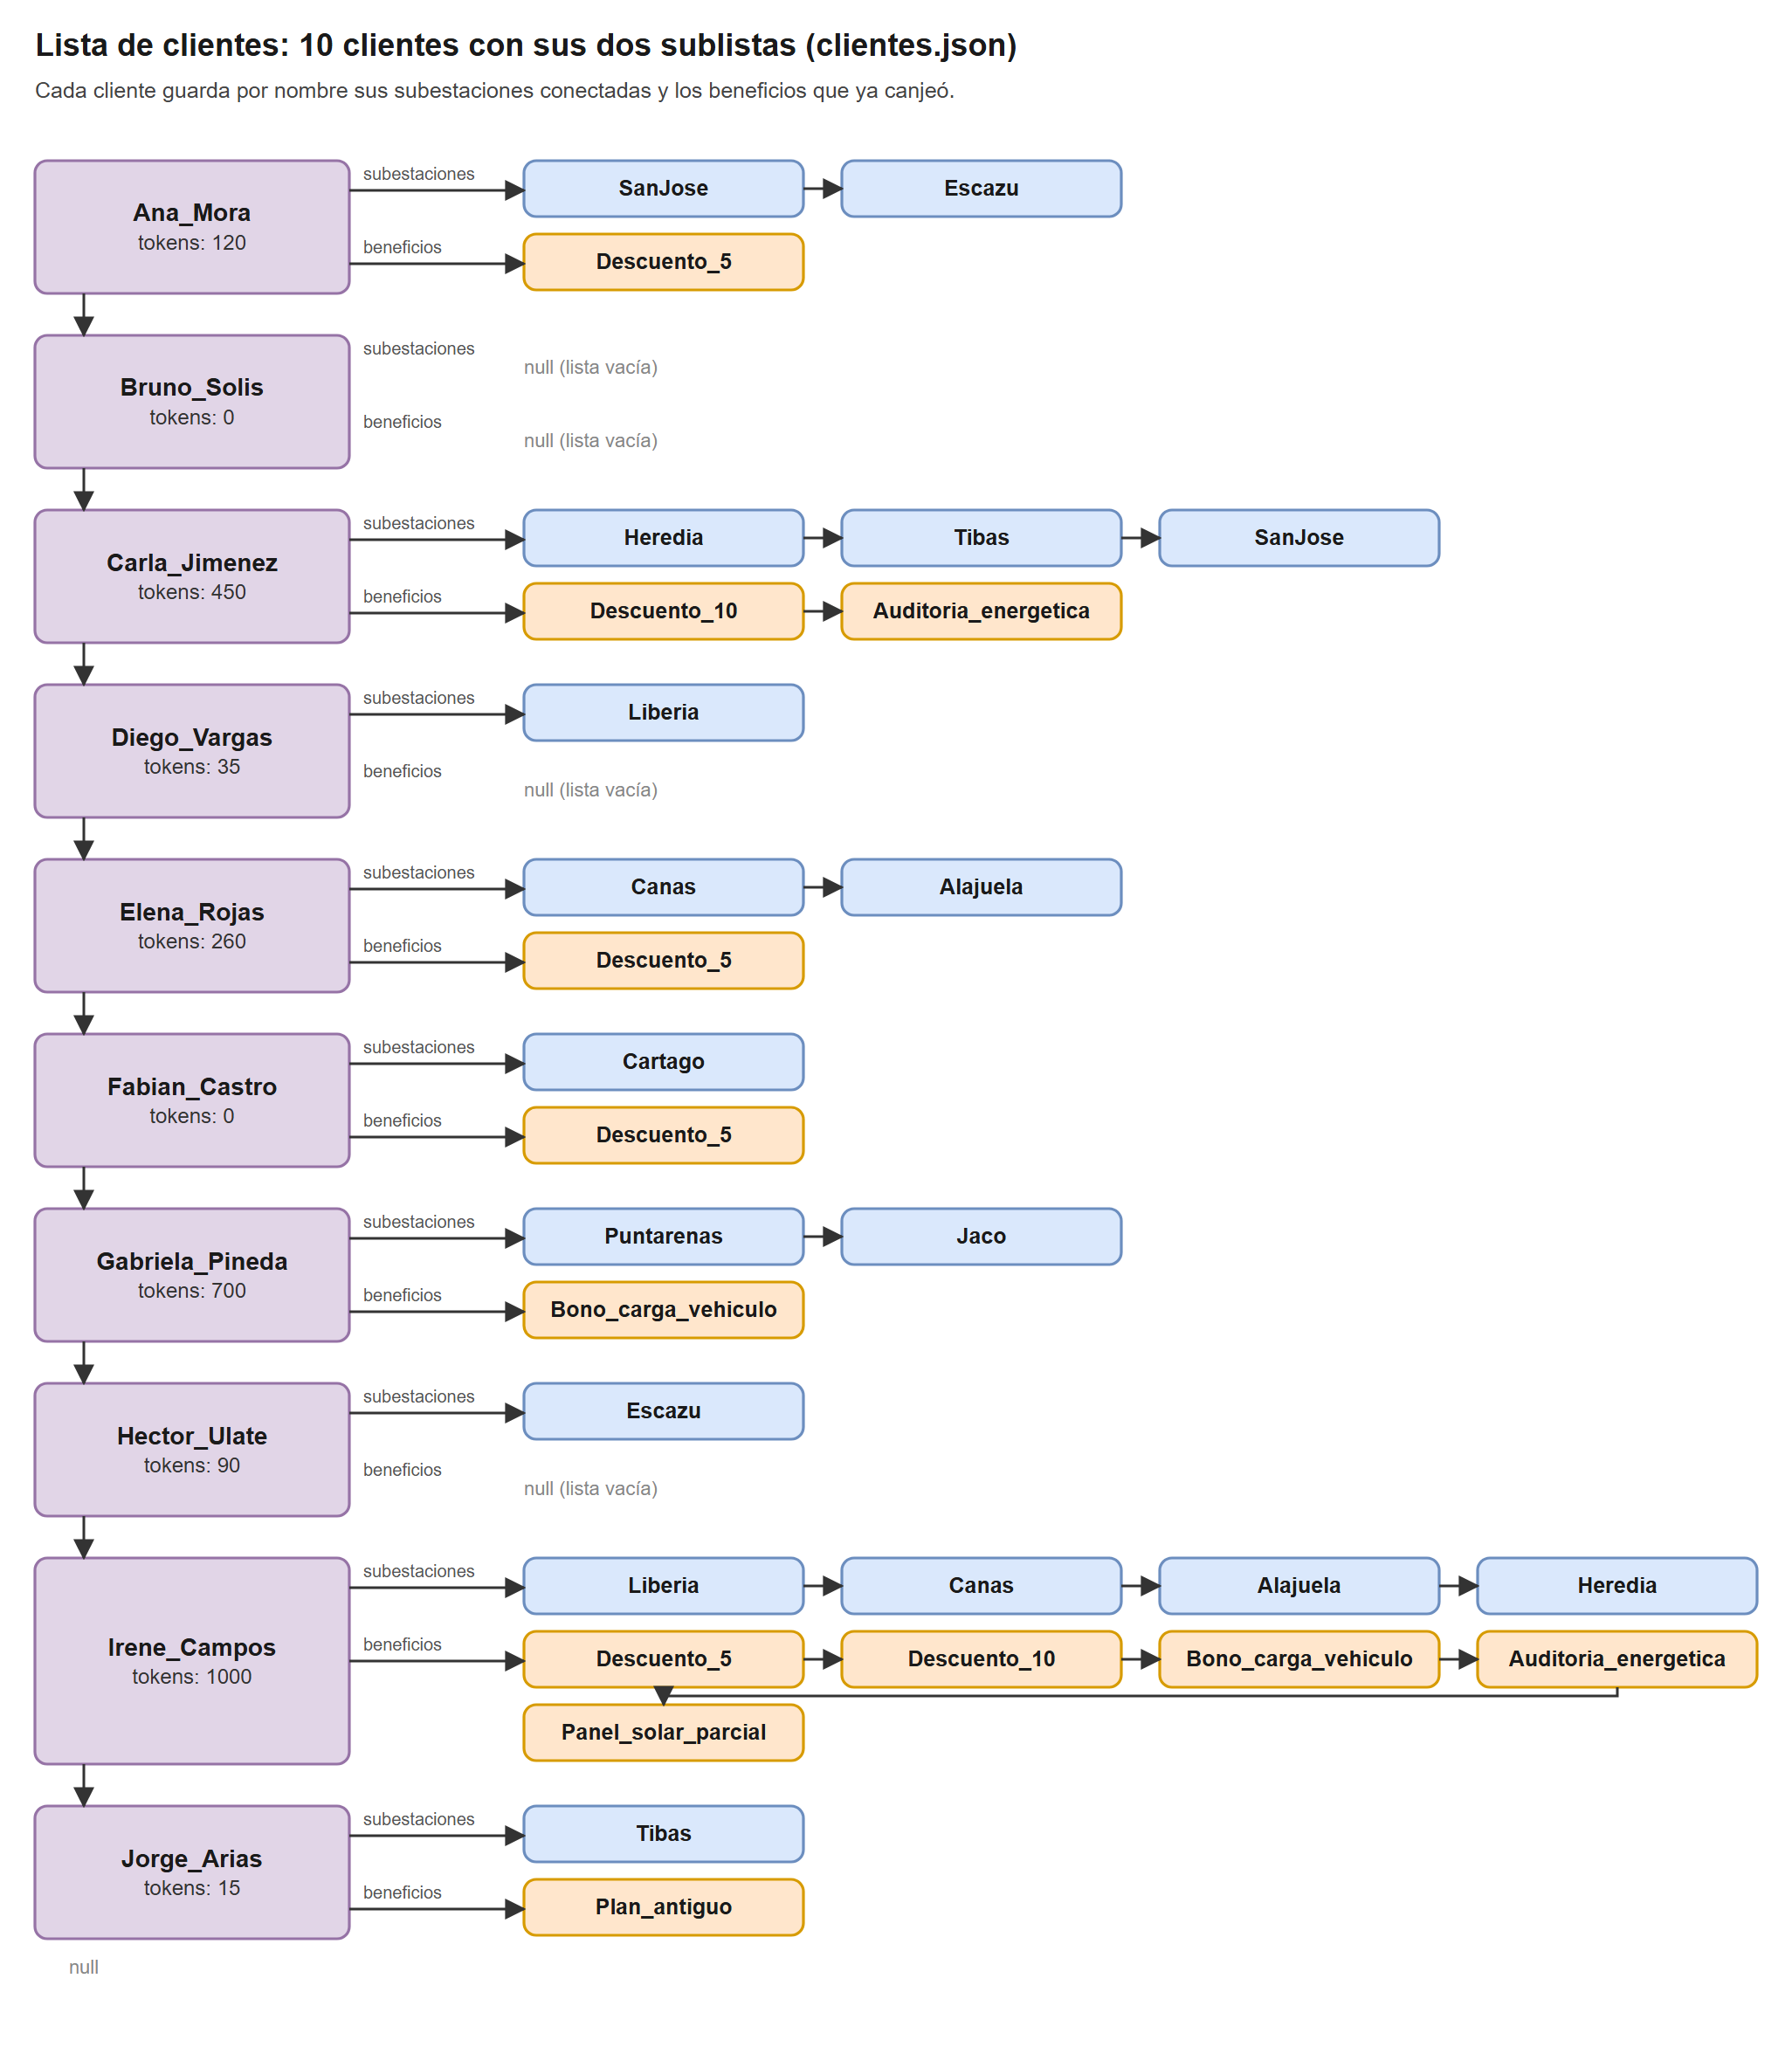 Lista de clientes: 10 clientes con sus dos sublistas (clientes.json)
Cada cliente guarda por nombre sus subestaciones conectadas y los beneficios que ya canjeó.
Ana_Mora
tokens: 120
subestaciones
SanJose
Escazu
beneficios
Descuento_5
Bruno_Solis
tokens: 0
subestaciones
null (lista vacía)
beneficios
null (lista vacía)
Carla_Jimenez
tokens: 450
subestaciones
Heredia
Tibas
SanJose
beneficios
Descuento_10
Auditoria_energetica
Diego_Vargas
tokens: 35
subestaciones
Liberia
beneficios
null (lista vacía)
Elena_Rojas
tokens: 260
subestaciones
Canas
Alajuela
beneficios
Descuento_5
Fabian_Castro
tokens: 0
subestaciones
Cartago
beneficios
Descuento_5
Gabriela_Pineda
tokens: 700
subestaciones
Puntarenas
Jaco
beneficios
Bono_carga_vehiculo
Hector_Ulate
tokens: 90
subestaciones
Escazu
beneficios
null (lista vacía)
Irene_Campos
tokens: 1000
subestaciones
Liberia
Canas
Alajuela
Heredia
beneficios
Descuento_5
Descuento_10
Bono_carga_vehiculo
Auditoria_energetica
Panel_solar_parcial
Jorge_Arias
tokens: 15
subestaciones
Tibas
beneficios
Plan_antiguo
null